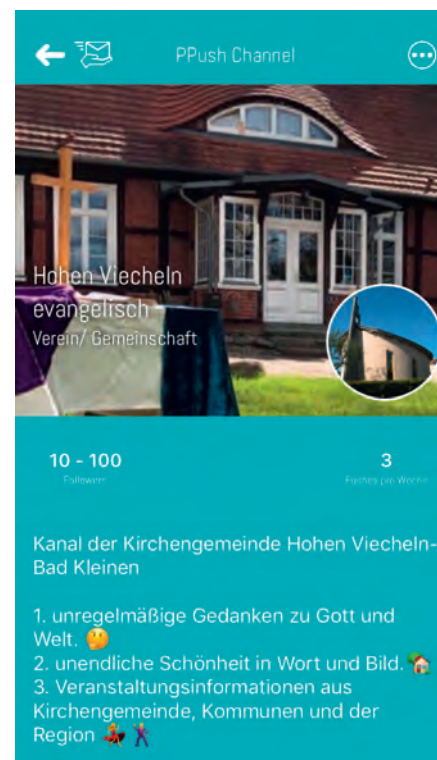 PPush Channel
Hohen Viecheln
evangelisch
Verein/ Gemeinschaft
10 - 100
Followers
3
Pushes pro Woche
Kanal der Kirchengemeinde Hohen Viecheln-
Bad Kleinen
1. unregelmäßige Gedanken zu Gott und
Welt. 🤔
2. unendliche Schönheit in Wort und Bild. 🏡
3. Veranstaltungsinformationen aus
Kirchengemeinde, Kommunen und der
Region 💃🕺